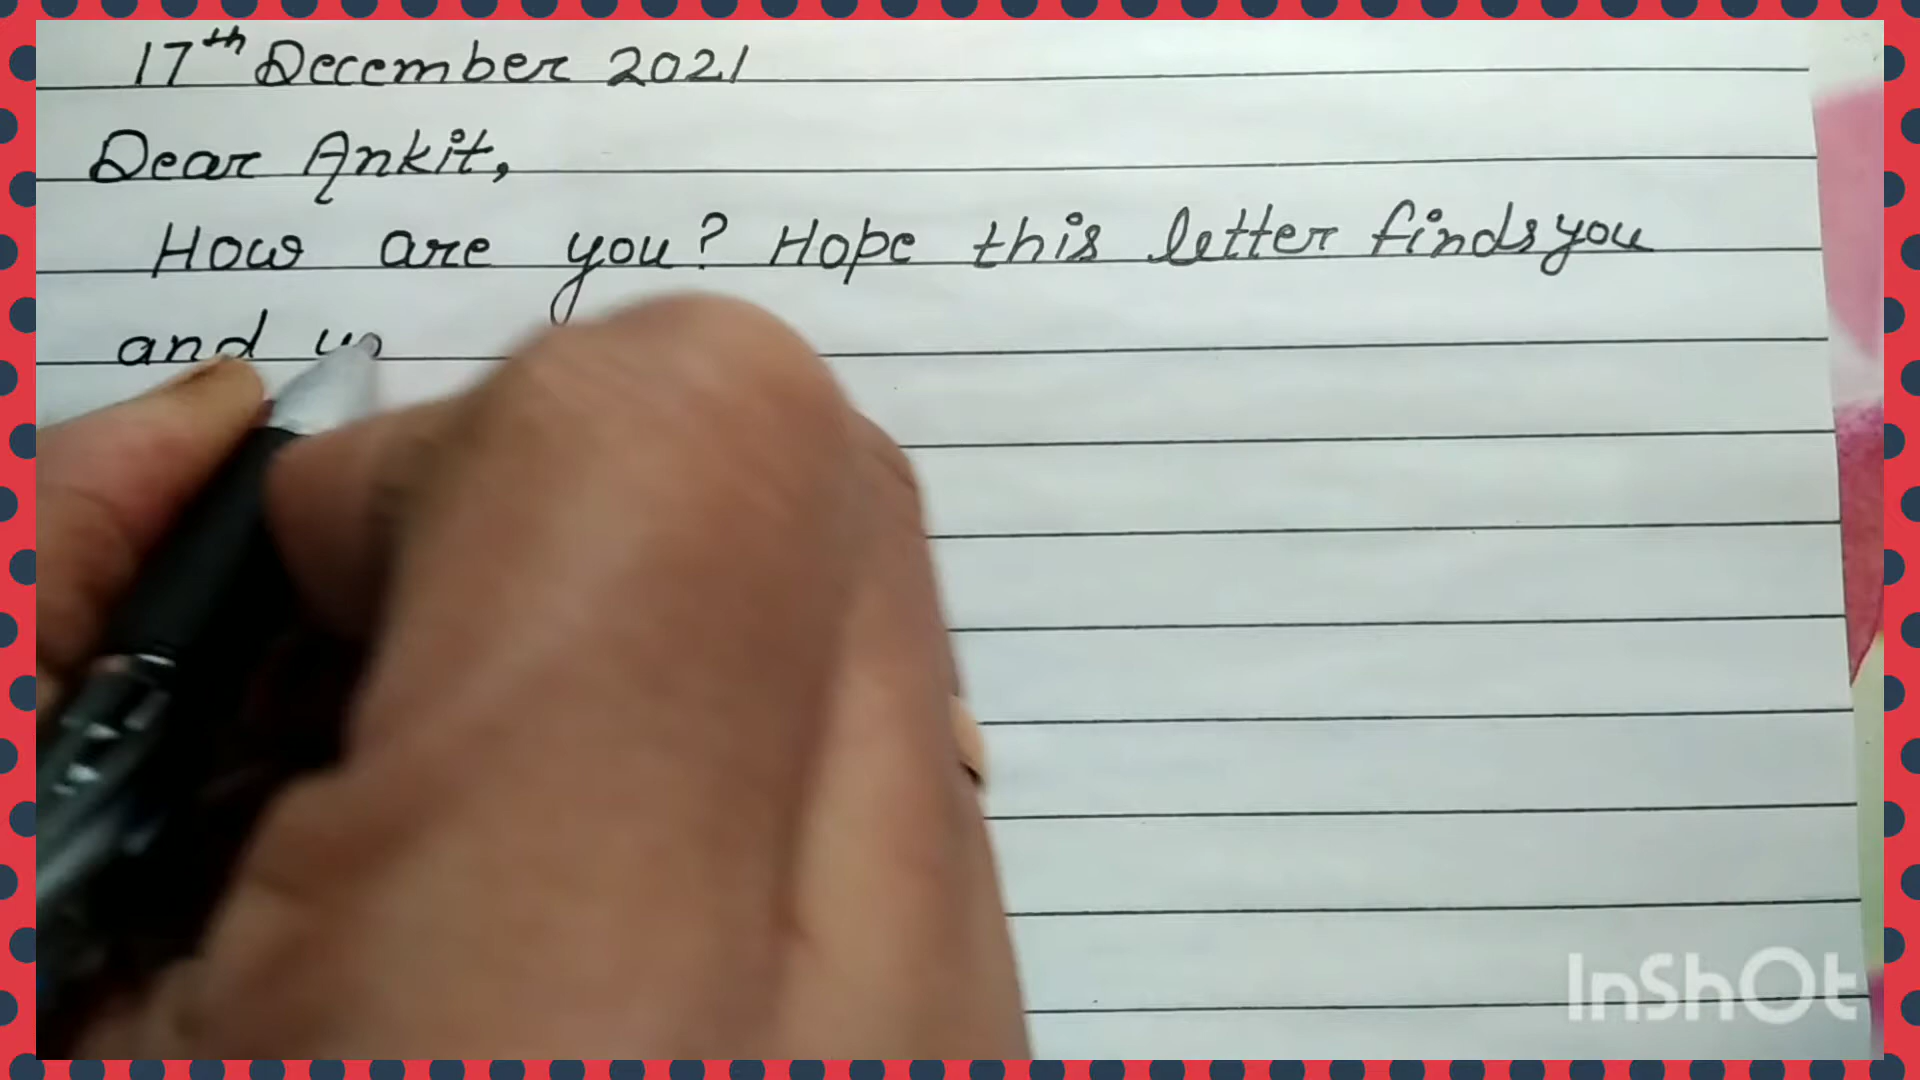 17th December 2021
Dear Ankit,
How are you? Hope this letter finds you
and
InShOt